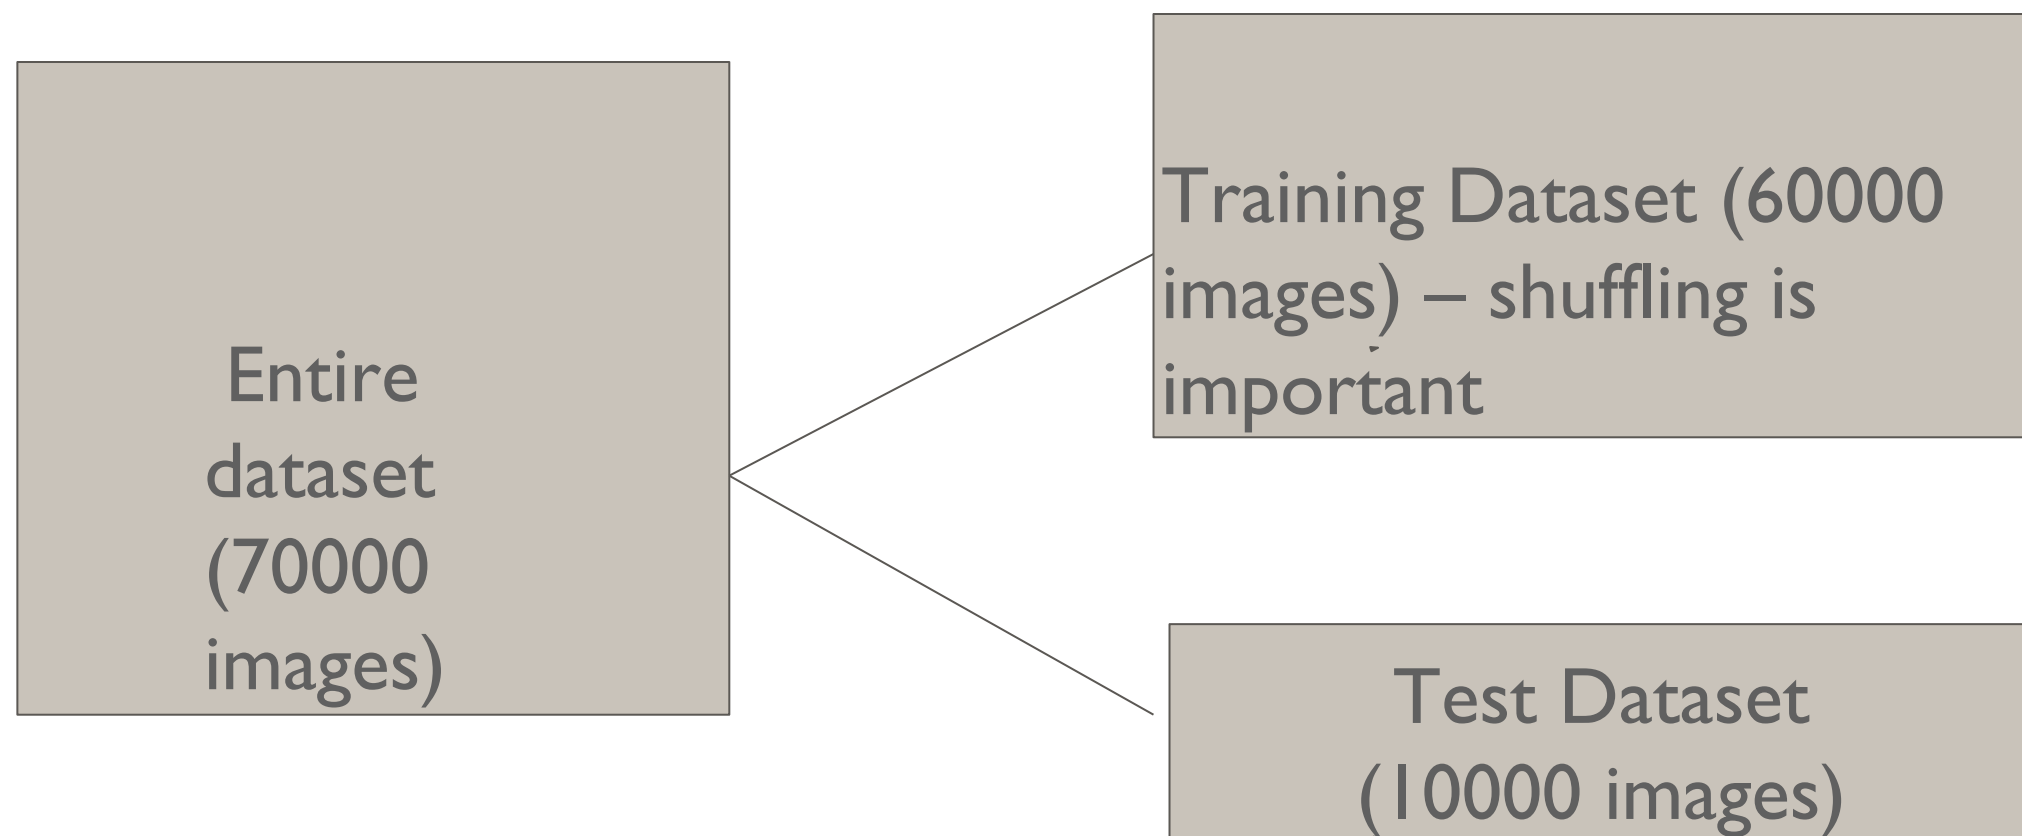 Entire
dataset
(70000
images)
Training Dataset (60000
images) – shuffling is
important
Test Dataset
(10000 images)